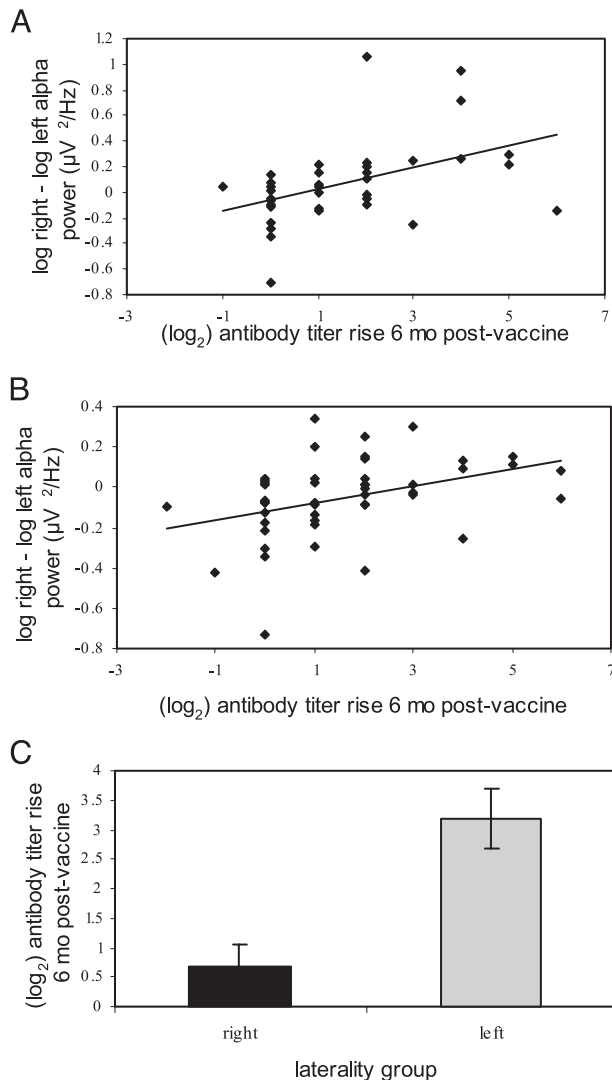 A
log right - log left alpha
power (µV ²/Hz)
1.2
1
0.8
0.6
0.4
0.2
0
-0.2
-0.4
-0.6
-0.8
-3 -1 1 3 5 7
(log₂) antibody titer rise 6 mo post-vaccine
B
log right - log left alpha
power (µV ²/Hz)
0.4
0.2
0
-0.2
-0.4
-0.6
-0.8
-3 -1 1 3 5 7
(log₂) antibody titer rise 6 mo post-vaccine
C
(log₂) antibody titer rise
6 mo post-vaccine
4
3.5
3
2.5
2
1.5
1
0.5
0
right left
laterality group